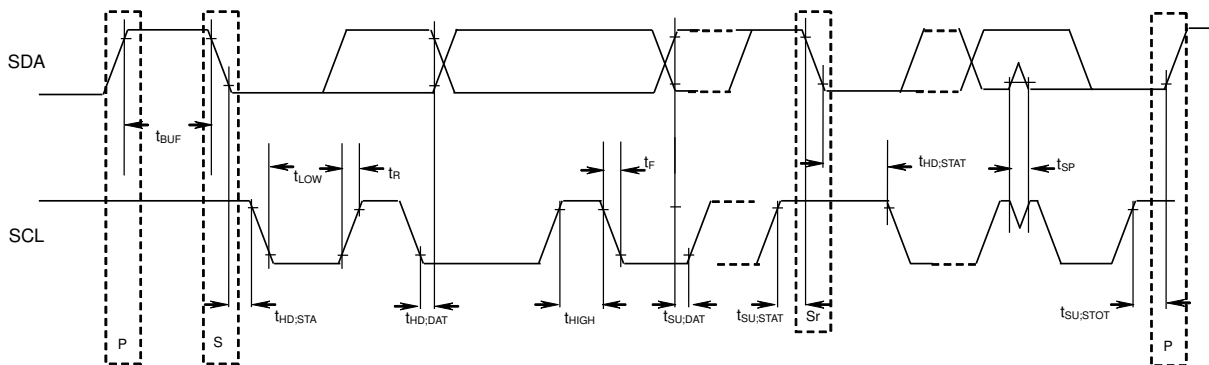 SDA
tBUF
tLOW
tR
tF
tHD;STAT
tSP
SCL
tHD;STA
tHD;DAT
tHIGH
tSU;DAT
tSU;STAT
Sr
tSU;STOT
P
S
P